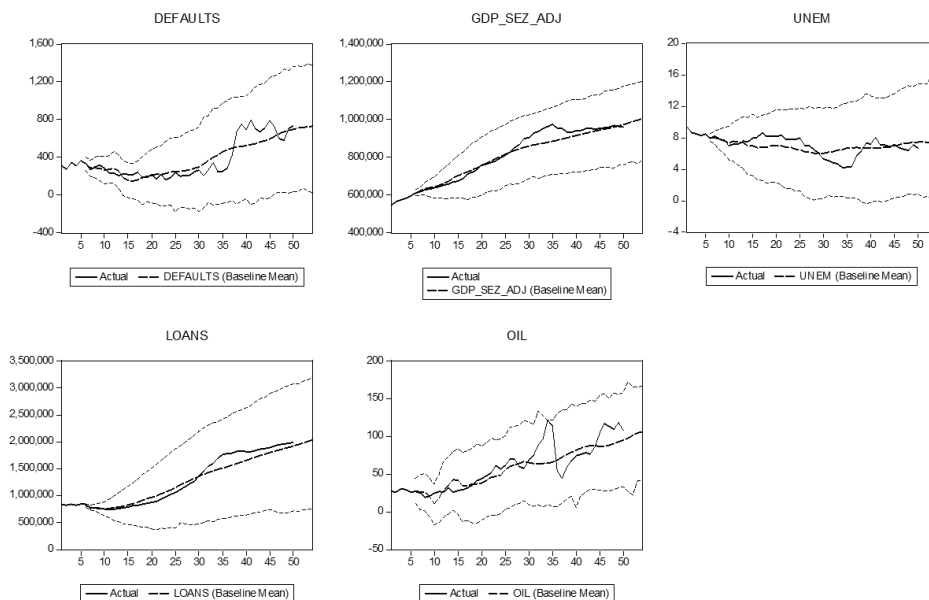 DEFAULTS
1,600
1,200
800
400
0
-400
5 10 15 20 25 30 35 40 45 50
Actual DEFAULTS (Baseline Mean)
GDP_SEZ_ADJ
1,400,000
1,200,000
1,000,000
800,000
600,000
400,000
5 10 15 20 25 30 35 40 45 50
Actual
GDP_SEZ_ADJ (Baseline Mean)
UNEM
20
16
12
8
4
0
-4
5 10 15 20 25 30 35 40 45 50
Actual UNEM (Baseline Mean)
LOANS
3,500,000
3,000,000
2,500,000
2,000,000
1,500,000
1,000,000
500,000
0
5 10 15 20 25 30 35 40 45 50
Actual LOANS (Baseline Mean)
OIL
200
150
100
50
0
-50
5 10 15 20 25 30 35 40 45 50
Actual OIL (Baseline Mean)